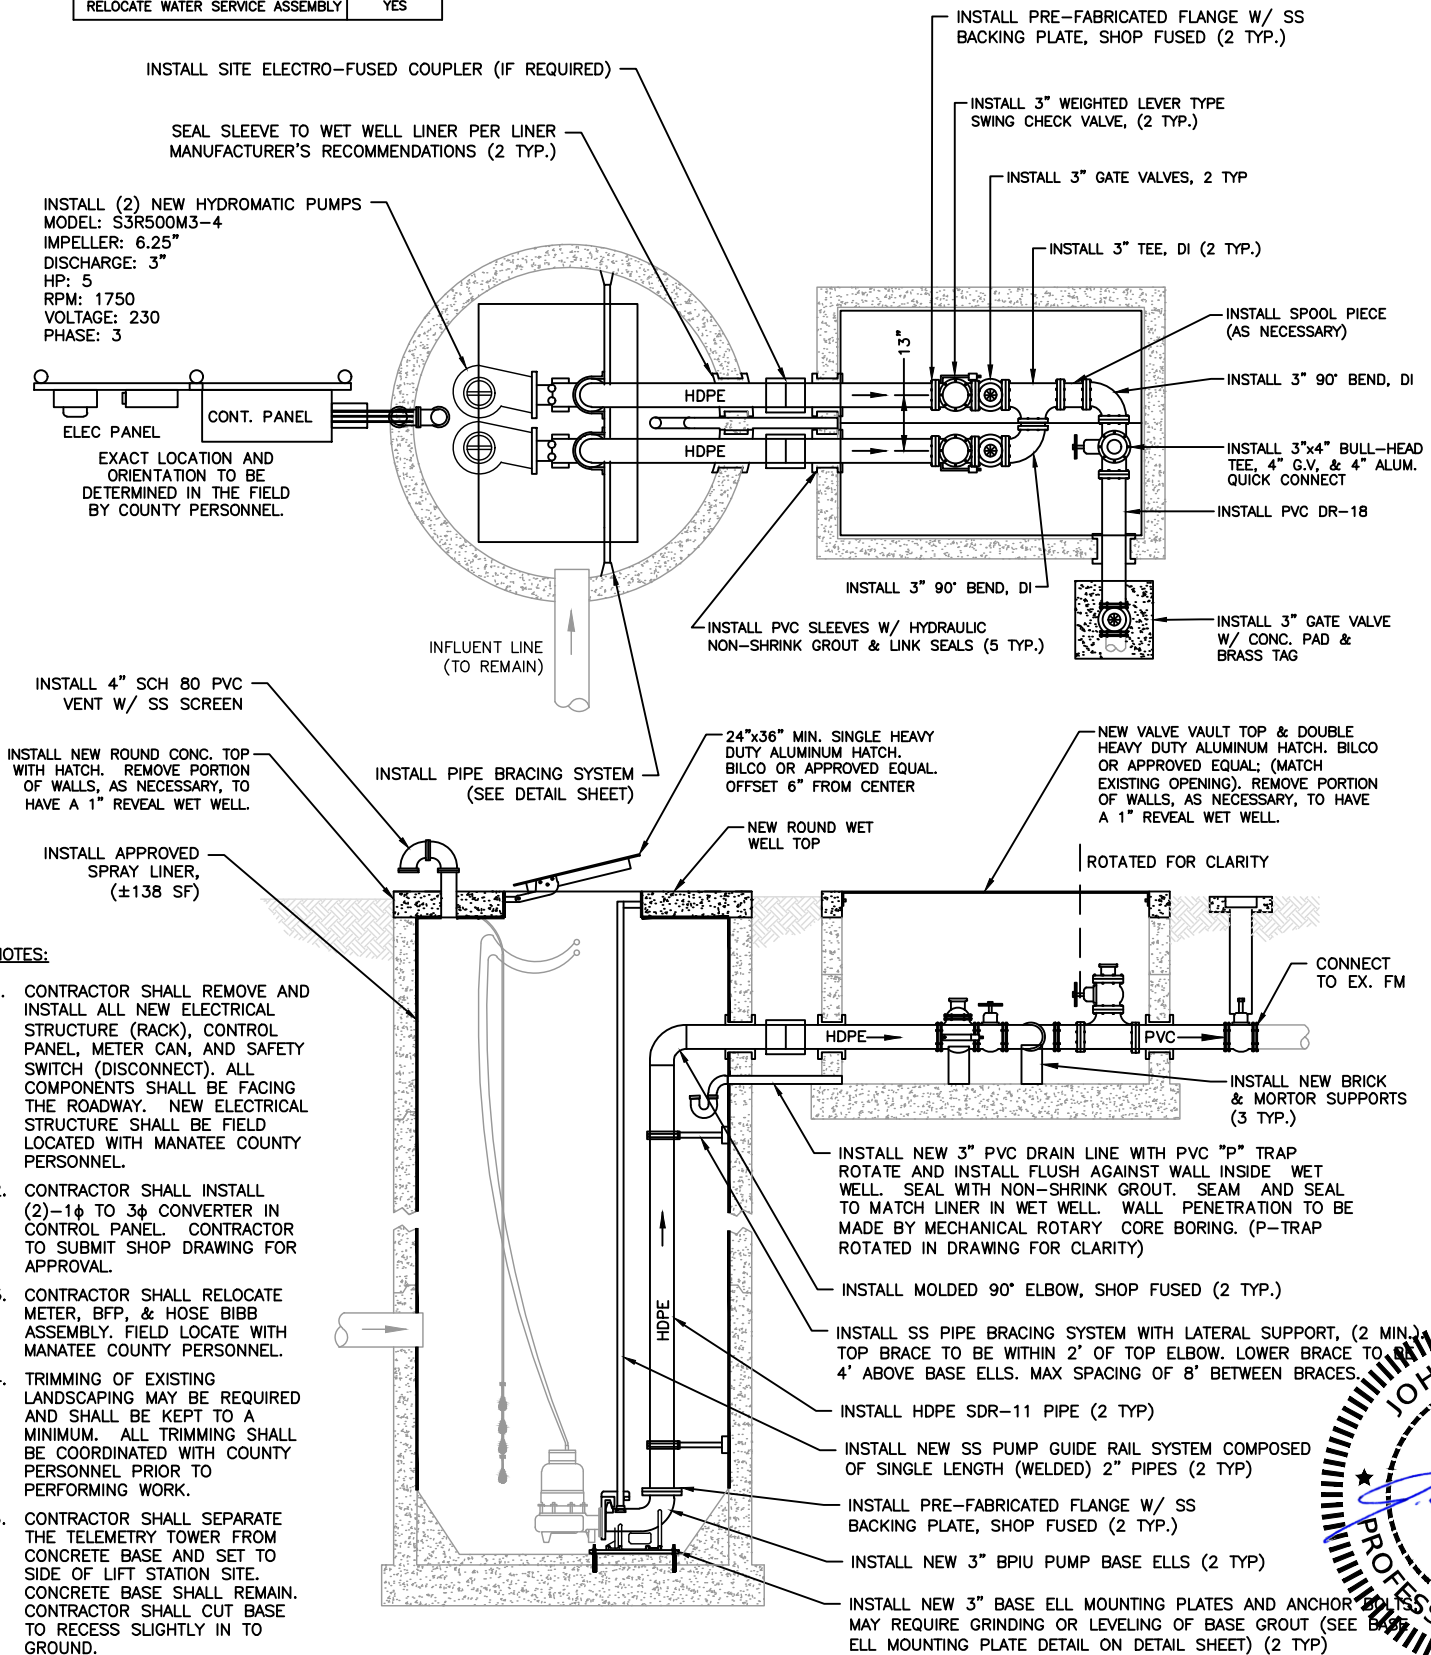 RELOCATE WATER SERVICE ASSEMBLY YES
INSTALL PRE-FABRICATED FLANGE W/ SS
BACKING PLATE, SHOP FUSED (2 TYP.)
INSTALL SITE ELECTRO-FUSED COUPLER (IF REQUIRED)
INSTALL 3" WEIGHTED LEVER TYPE
SWING CHECK VALVE, (2 TYP.)
SEAL SLEEVE TO WET WELL LINER PER LINER
MANUFACTURER'S RECOMMENDATIONS (2 TYP.)
INSTALL 3" GATE VALVES, 2 TYP
INSTALL (2) NEW HYDROMATIC PUMPS
MODEL: S3R500M3-4
IMPELLER: 6.25"
DISCHARGE: 3"
HP: 5
RPM: 1750
VOLTAGE: 230
PHASE: 3
INSTALL 3" TEE, DI (2 TYP.)
INSTALL SPOOL PIECE
(AS NECESSARY)
13"
INSTALL 3" 90° BEND, DI
HDPE
CONT. PANEL
ELEC PANEL
HDPE
INSTALL 3"x4" BULL-HEAD
TEE, 4" G.V, & 4" ALUM.
QUICK CONNECT
EXACT LOCATION AND
ORIENTATION TO BE
DETERMINED IN THE FIELD
BY COUNTY PERSONNEL.
INSTALL PVC DR-18
INSTALL 3" 90° BEND, DI
INSTALL PVC SLEEVES W/ HYDRAULIC
NON-SHRINK GROUT & LINK SEALS (5 TYP.)
INSTALL 3" GATE VALVE
W/ CONC. PAD &
BRASS TAG
INFLUENT LINE
(TO REMAIN)
INSTALL 4" SCH 80 PVC
VENT W/ SS SCREEN
INSTALL NEW ROUND CONC. TOP
WITH HATCH. REMOVE PORTION
OF WALLS, AS NECESSARY, TO
HAVE A 1" REVEAL WET WELL.
INSTALL PIPE BRACING SYSTEM
(SEE DETAIL SHEET)
24"x36" MIN. SINGLE HEAVY
DUTY ALUMINUM HATCH.
BILCO OR APPROVED EQUAL.
OFFSET 6" FROM CENTER
NEW VALVE VAULT TOP & DOUBLE
HEAVY DUTY ALUMINUM HATCH. BILCO
OR APPROVED EQUAL; (MATCH
EXISTING OPENING). REMOVE PORTION
OF WALLS, AS NECESSARY, TO HAVE
A 1" REVEAL WET WELL.
NEW ROUND WET
WELL TOP
INSTALL APPROVED
SPRAY LINER,
(±138 SF)
ROTATED FOR CLARITY
NOTES:
. CONTRACTOR SHALL REMOVE AND
INSTALL ALL NEW ELECTRICAL
STRUCTURE (RACK), CONTROL
PANEL, METER CAN, AND SAFETY
SWITCH (DISCONNECT). ALL
COMPONENTS SHALL BE FACING
THE ROADWAY. NEW ELECTRICAL
STRUCTURE SHALL BE FIELD
LOCATED WITH MANATEE COUNTY
PERSONNEL.
2. CONTRACTOR SHALL INSTALL
(2)-1ϕ TO 3ϕ CONVERTER IN
CONTROL PANEL. CONTRACTOR
TO SUBMIT SHOP DRAWING FOR
APPROVAL.
3. CONTRACTOR SHALL RELOCATE
METER, BFP, & HOSE BIBB
ASSEMBLY. FIELD LOCATE WITH
MANATEE COUNTY PERSONNEL.
4. TRIMMING OF EXISTING
LANDSCAPING MAY BE REQUIRED
AND SHALL BE KEPT TO A
MINIMUM. ALL TRIMMING SHALL
BE COORDINATED WITH COUNTY
PERSONNEL PRIOR TO
PERFORMING WORK.
. CONTRACTOR SHALL SEPARATE
THE TELEMETRY TOWER FROM
CONCRETE BASE AND SET TO
SIDE OF LIFT STATION SITE.
CONCRETE BASE SHALL REMAIN.
CONTRACTOR SHALL CUT BASE
TO RECESS SLIGHTLY IN TO
GROUND.
CONNECT
TO EX. FM
HDPE
PVC
INSTALL NEW BRICK
& MORTOR SUPPORTS
(3 TYP.)
INSTALL NEW 3" PVC DRAIN LINE WITH PVC "P" TRAP
ROTATE AND INSTALL FLUSH AGAINST WALL INSIDE WET
WELL. SEAL WITH NON-SHRINK GROUT. SEAM AND SEAL
TO MATCH LINER IN WET WELL. WALL PENETRATION TO BE
MADE BY MECHANICAL ROTARY CORE BORING. (P-TRAP
ROTATED IN DRAWING FOR CLARITY)
INSTALL MOLDED 90° ELBOW, SHOP FUSED (2 TYP.)
HDPE
INSTALL SS PIPE BRACING SYSTEM WITH LATERAL SUPPORT, (2 MIN.).
TOP BRACE TO BE WITHIN 2' OF TOP ELBOW. LOWER BRACE TO BE
4' ABOVE BASE ELLS. MAX SPACING OF 8' BETWEEN BRACES.
INSTALL HDPE SDR-11 PIPE (2 TYP)
INSTALL NEW SS PUMP GUIDE RAIL SYSTEM COMPOSED
OF SINGLE LENGTH (WELDED) 2" PIPES (2 TYP)
INSTALL PRE-FABRICATED FLANGE W/ SS
BACKING PLATE, SHOP FUSED (2 TYP.)
INSTALL NEW 3" BPIU PUMP BASE ELLS (2 TYP)
INSTALL NEW 3" BASE ELL MOUNTING PLATES AND ANCHOR BOLTS.
MAY REQUIRE GRINDING OR LEVELING OF BASE GROUT (SEE BASE
ELL MOUNTING PLATE DETAIL ON DETAIL SHEET) (2 TYP)
JOH
PROFESS